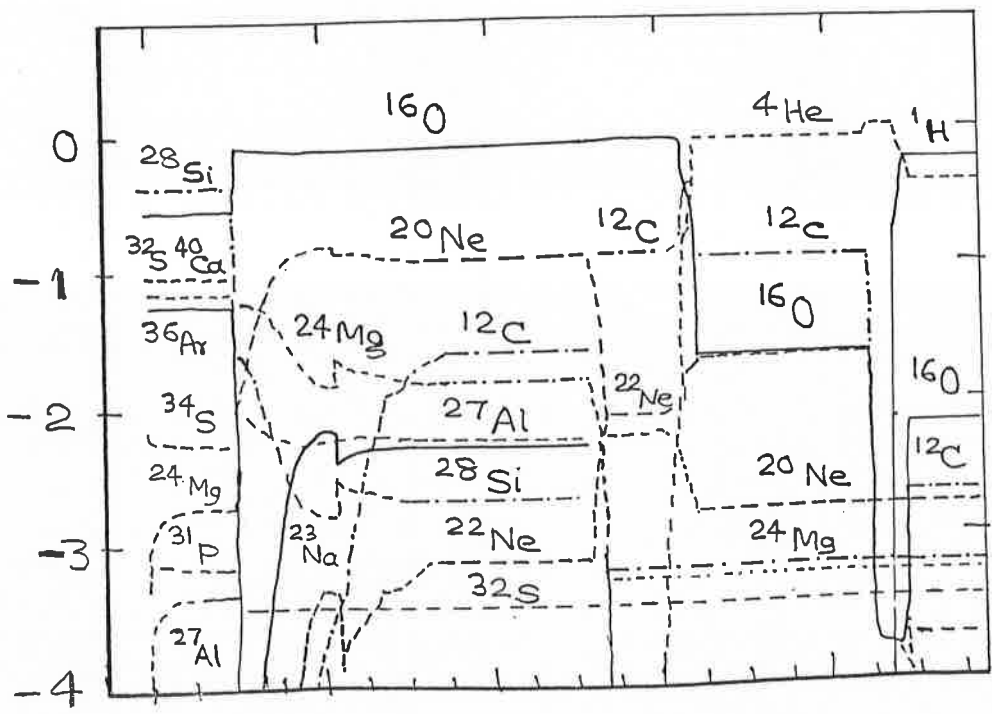 0
-1
-2
-3
-4
16O
4He
1H
28Si
20Ne
12C
12C
32S 40Ca
16O
24Mg
12C
36Ar
22Ne
16O
34S
27Al
12C
28Si
20Ne
24Mg
23Na
22Ne
24Mg
31P
32S
27Al